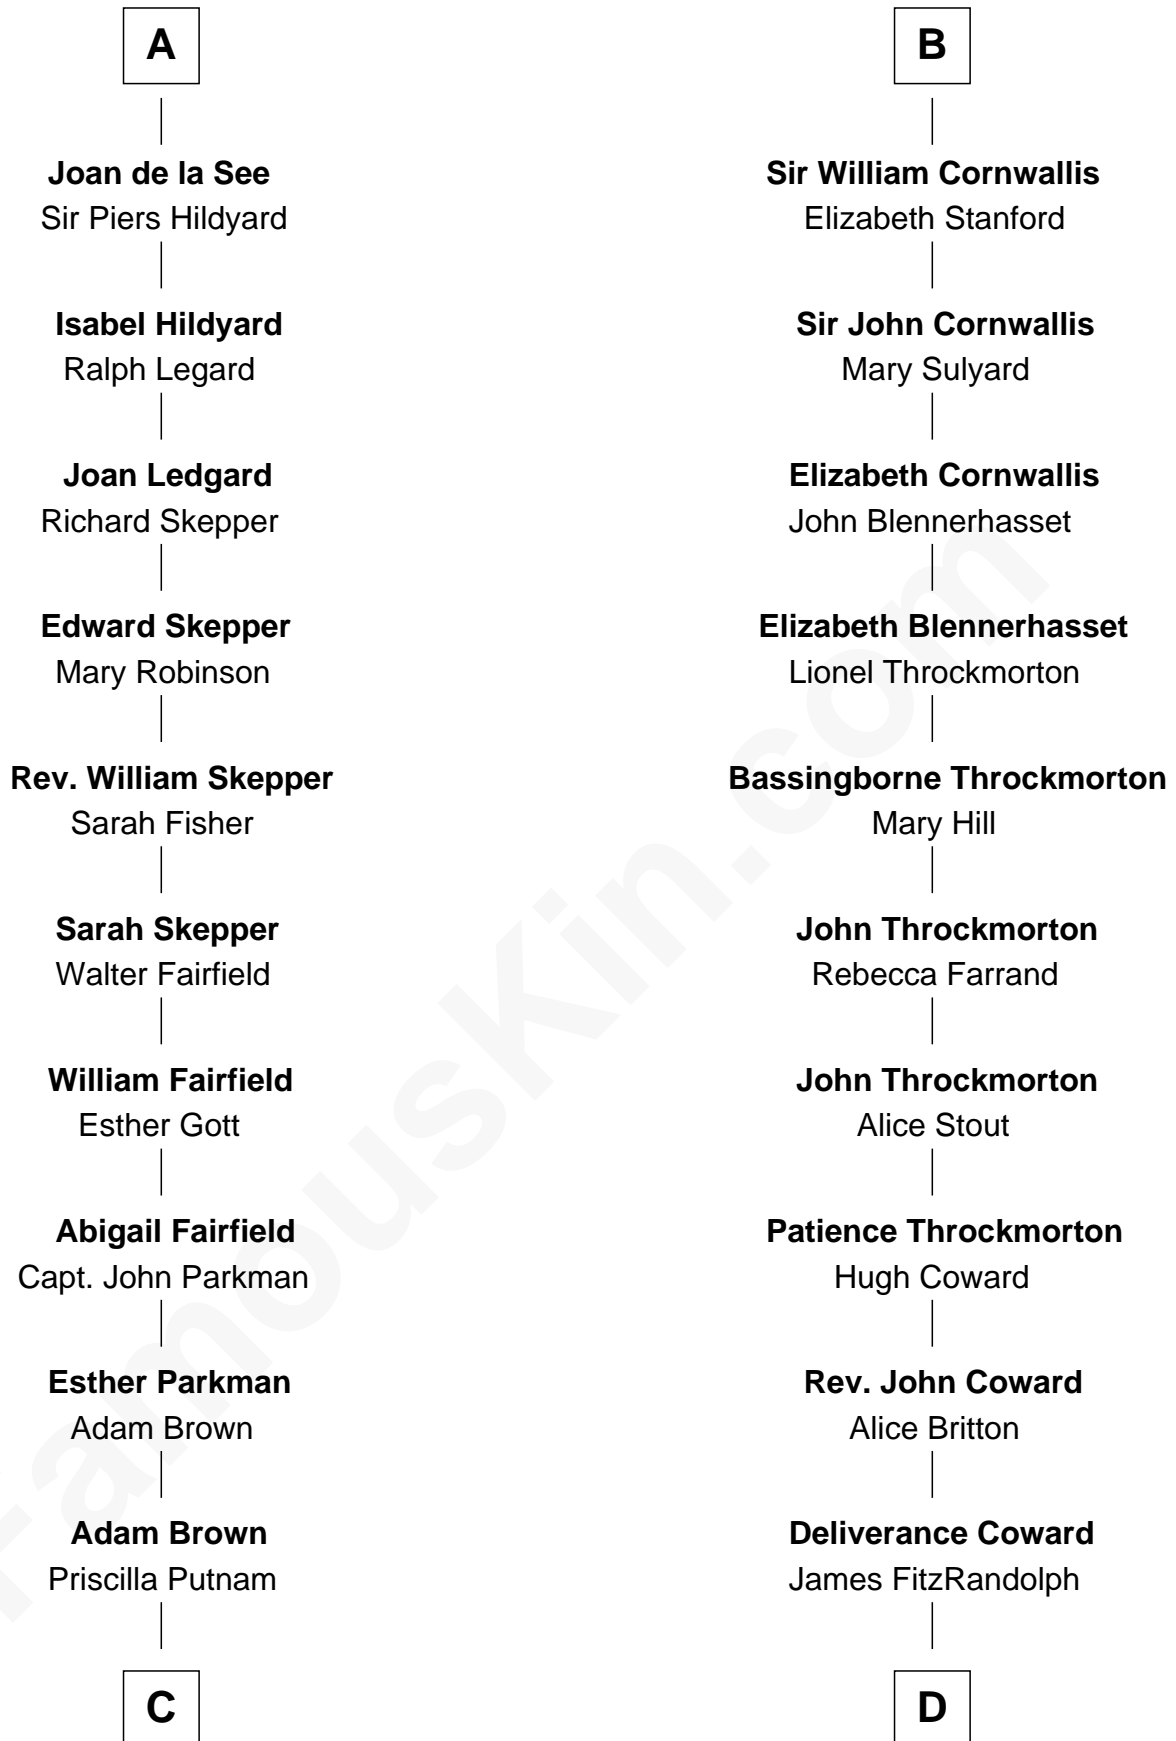 A
Joan de la See
Sir Piers Hildyard
Isabel Hildyard
Ralph Legard
Joan Ledgard
Richard Skepper
Edward Skepper
Mary Robinson
Rev. William Skepper
Sarah Fisher
Sarah Skepper
Walter Fairfield
William Fairfield
Esther Gott
Abigail Fairfield
Capt. John Parkman
Esther Parkman
Adam Brown
Adam Brown
Priscilla Putnam
C
B
Sir William Cornwallis
Elizabeth Stanford
Sir John Cornwallis
Mary Sulyard
Elizabeth Cornwallis
John Blennerhasset
Elizabeth Blennerhasset
Lionel Throckmorton
Bassingborne Throckmorton
Mary Hill
John Throckmorton
Rebecca Farrand
John Throckmorton
Alice Stout
Patience Throckmorton
Hugh Coward
Rev. John Coward
Alice Britton
Deliverance Coward
James FitzRandolph
D
FamousKin.com